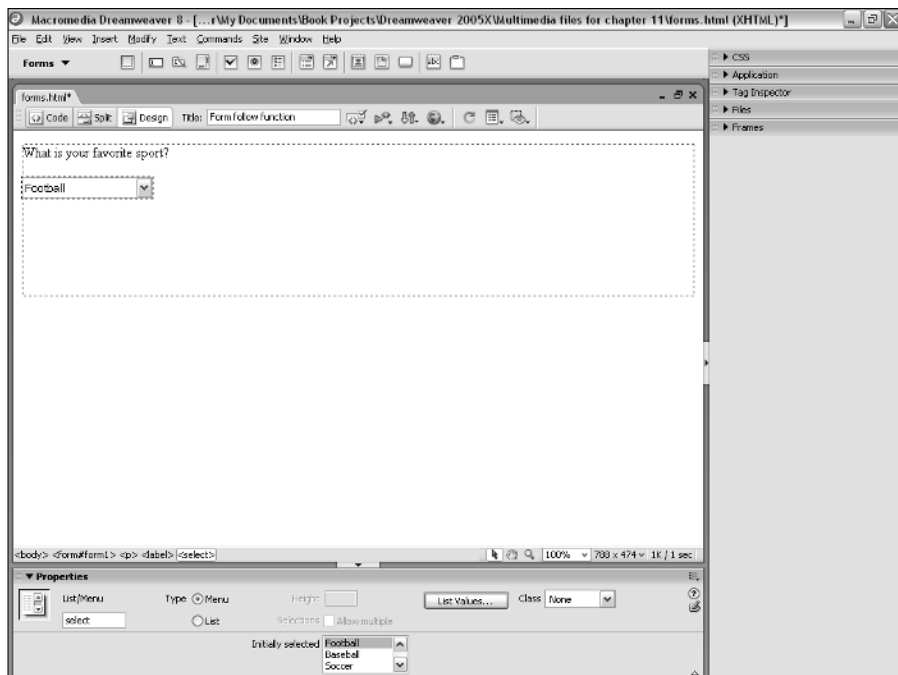 Macromedia Dreamweaver 8 - [...r\My Documents\Book Projects\Dreamweaver 2005X\Multimedia files for chapter 11\forms.html (XHTML)*]
File Edit View Insert Modify Text Commands Site Window Help
Forms
CSS
Application
Tag Inspector
Files
Frames
forms.html*
Code Split Design Title: Form follow function
What is your favorite sport?
Football
<body> <form#form1> <p> <label> <select> 100% 788 x 474 1K / 1 sec
Properties
List/Menu Type Menu Height List Values... Class None
select List Selections Allow multiple
Initially selected Football
Baseball
Soccer